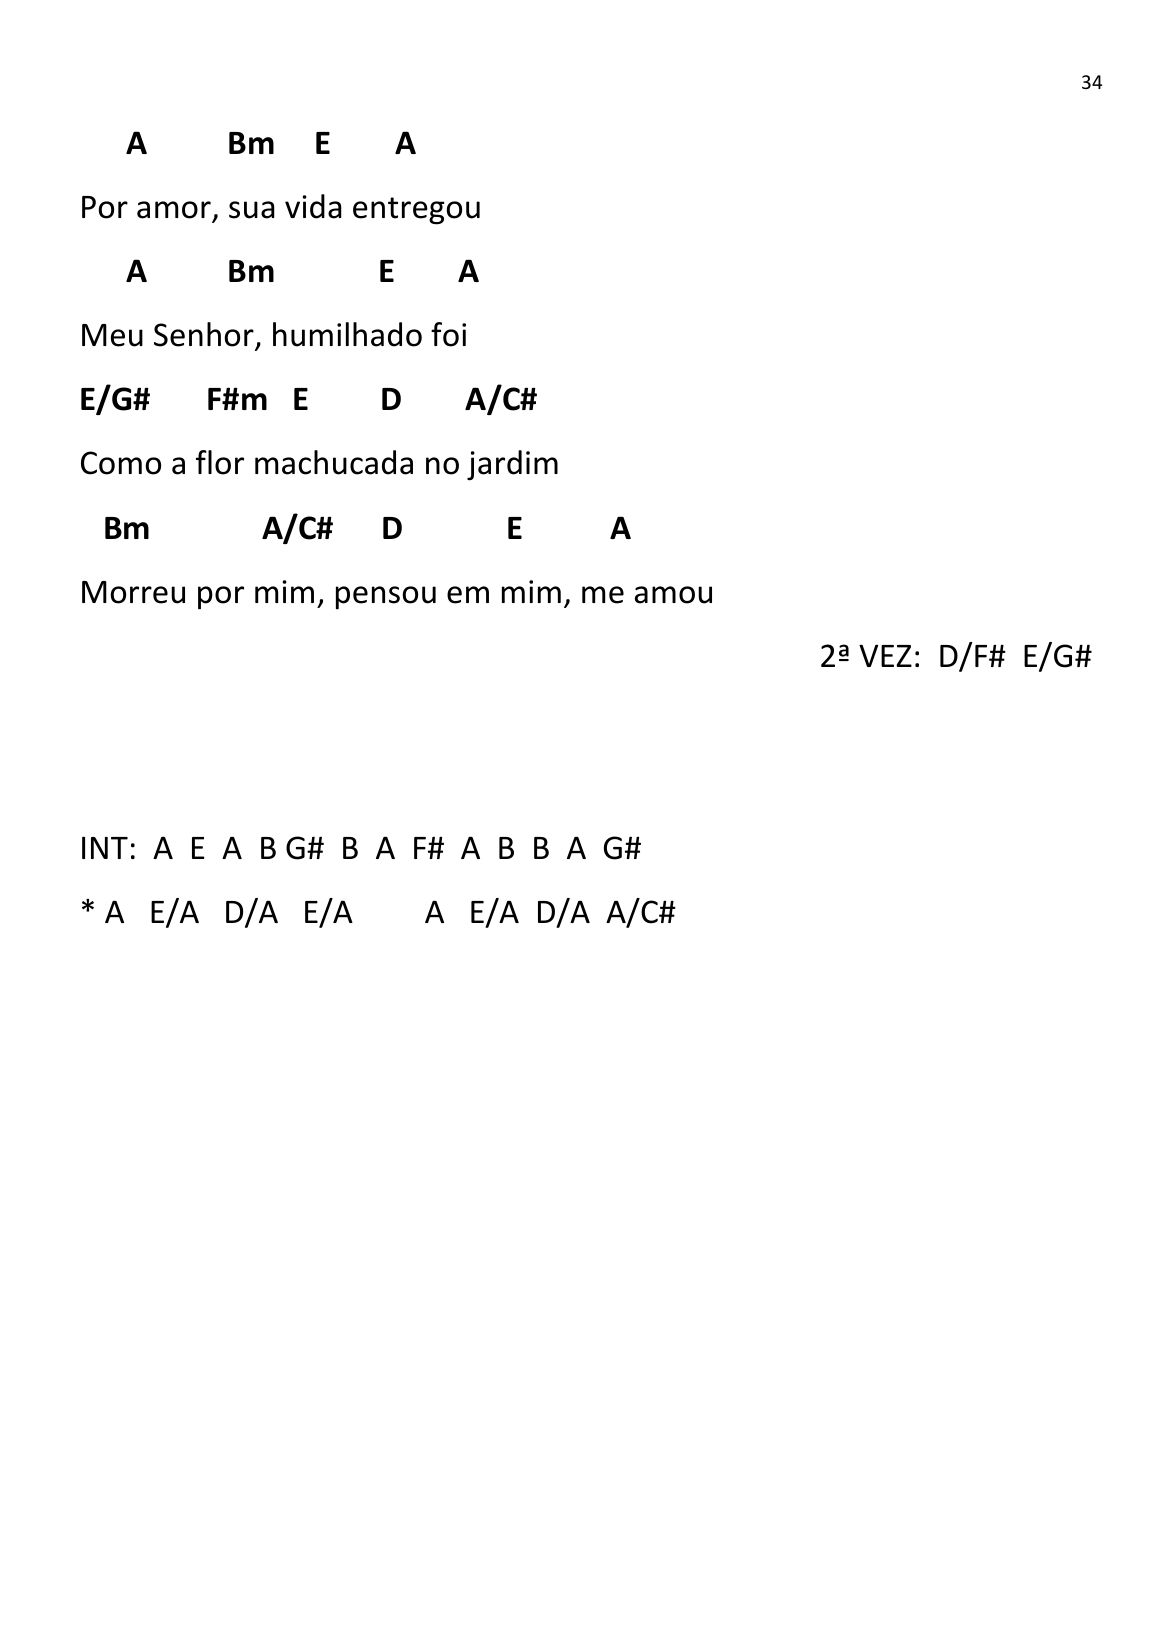 34
A Bm E A
Por amor, sua vida entregou
A Bm E A
Meu Senhor, humilhado foi
E/G# F#m E D A/C#
Como a flor machucada no jardim
Bm A/C# D E A
Morreu por mim, pensou em mim, me amou
2ª VEZ: D/F# E/G#
INT: A E A B G# B A F# A B B A G#
* A E/A D/A E/A A E/A D/A A/C#